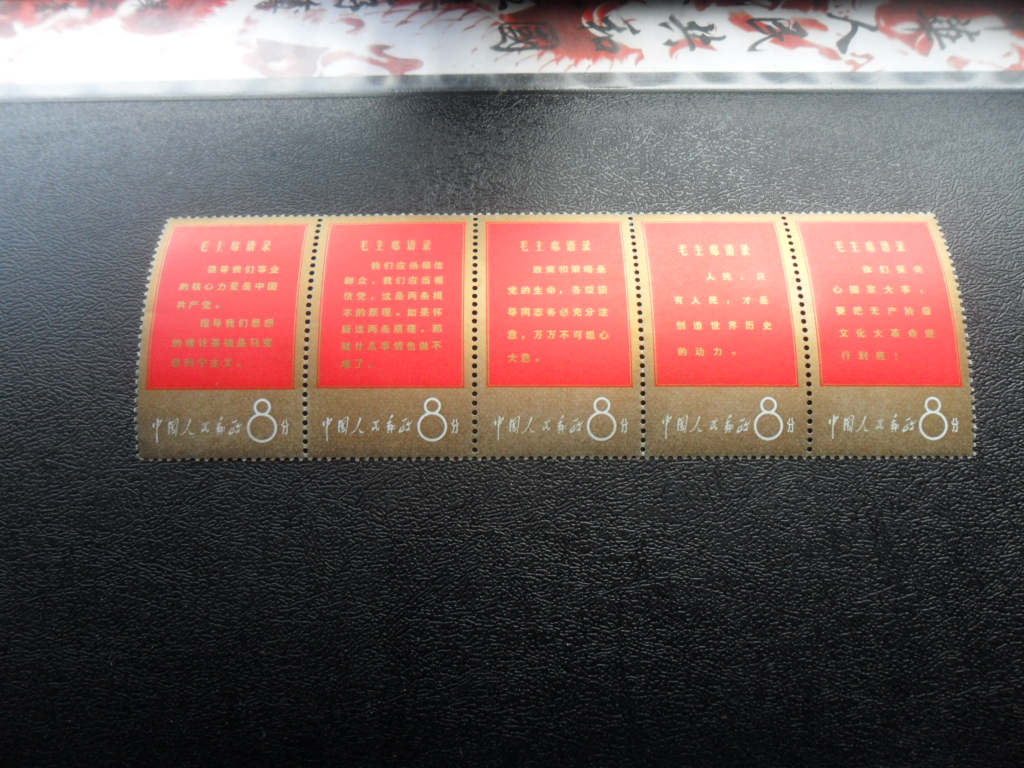 國 和 共 民 人 華
毛主席语录
领导我们事业
的核心力量是中国
共产党。
指导我们思想
的理论基础是马克
思列宁主义。
中国人民邮政 8分
毛主席语录
我们应当相信
群众，我们应当相
信党，这是两条根
本的原理。如果怀
疑这两条原理，那
就什么事情也做不
成了。
中国人民邮政 8分
毛主席语录
政策和策略是
党的生命，各级领
导同志务必充分注
意，万万不可粗心
大意。
中国人民邮政 8分
毛主席语录
人民，只
有人民，才是
创造世界历史
的动力。
中国人民邮政 8分
毛主席语录
你们要关
心国家大事，
要把无产阶级
文化大革命进
行到底！
中国人民邮政 8分